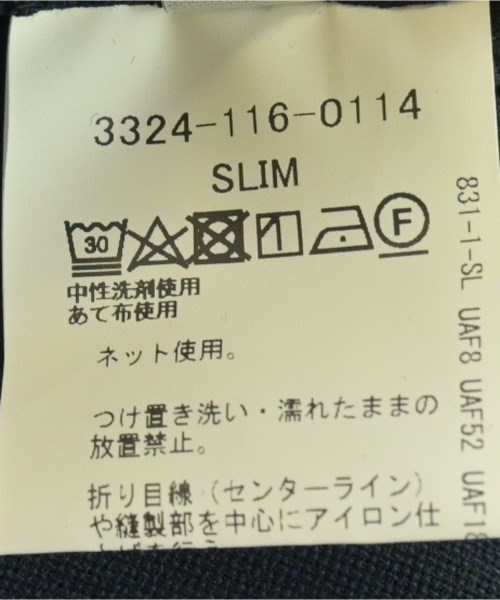 3324-116-0114
SLIM
30
F
中性洗剤使用
あて布使用
ネット使用。
つけ置き洗い・濡れたままの
放置禁止。
折り目線（センターライン）
や縫製部を中心にアイロン仕
831-1-SL UAF8 UAF52 UAF18